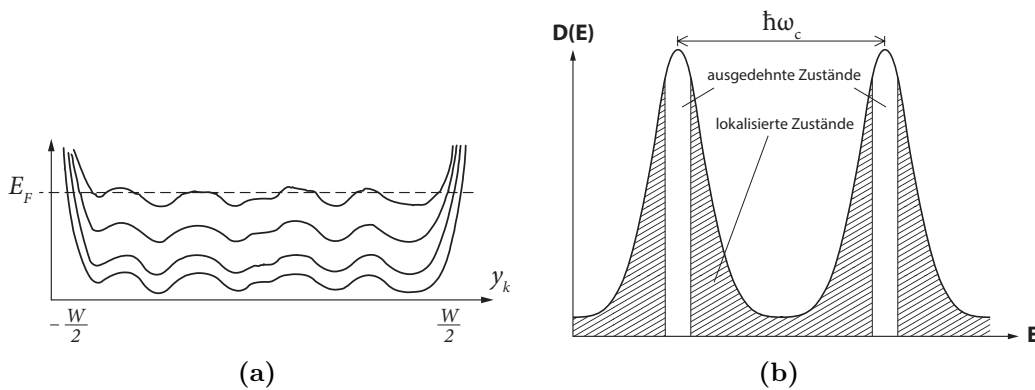 E_F
y_k
-W/2
W/2
(a)
D(E)
ħω_c
ausgedehnte Zustände
lokalisierte Zustände
E
(b)